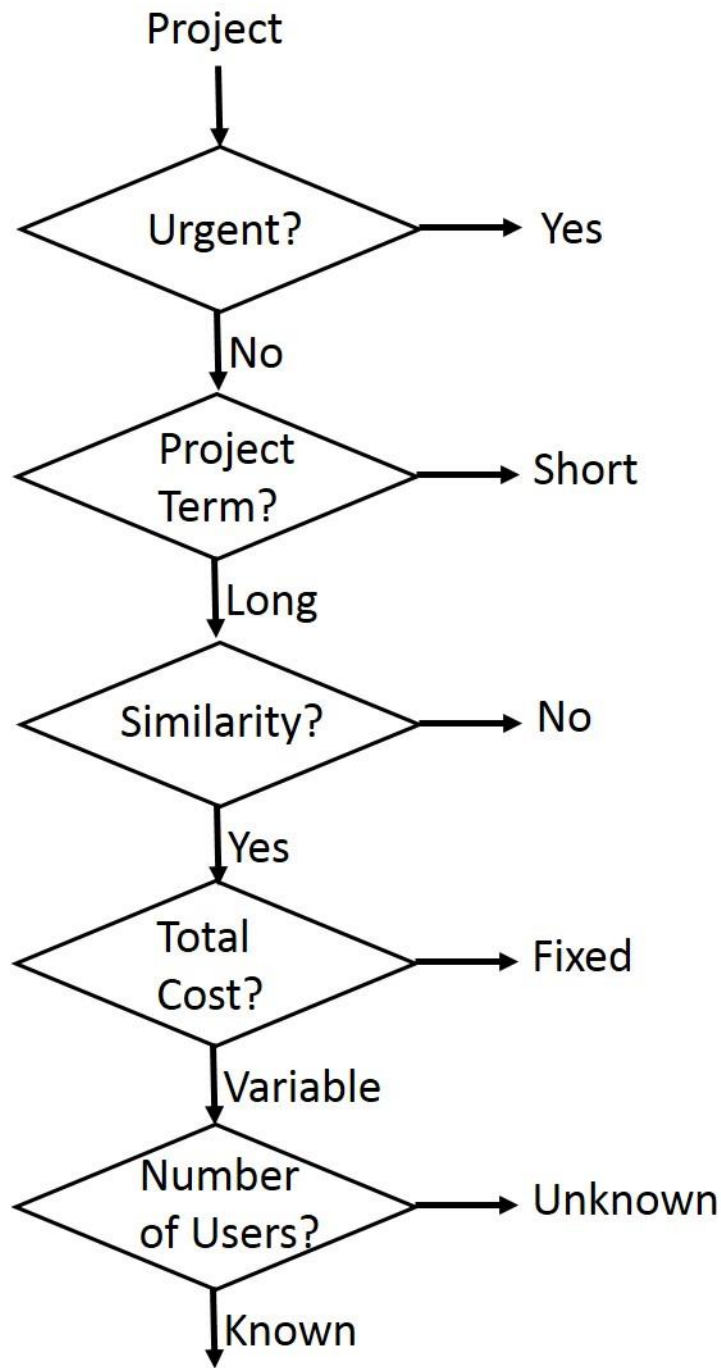 Project
Urgent?
Yes
No
Project
Term?
Short
Long
Similarity?
No
Yes
Total
Cost?
Fixed
Variable
Number
of Users?
Unknown
Known